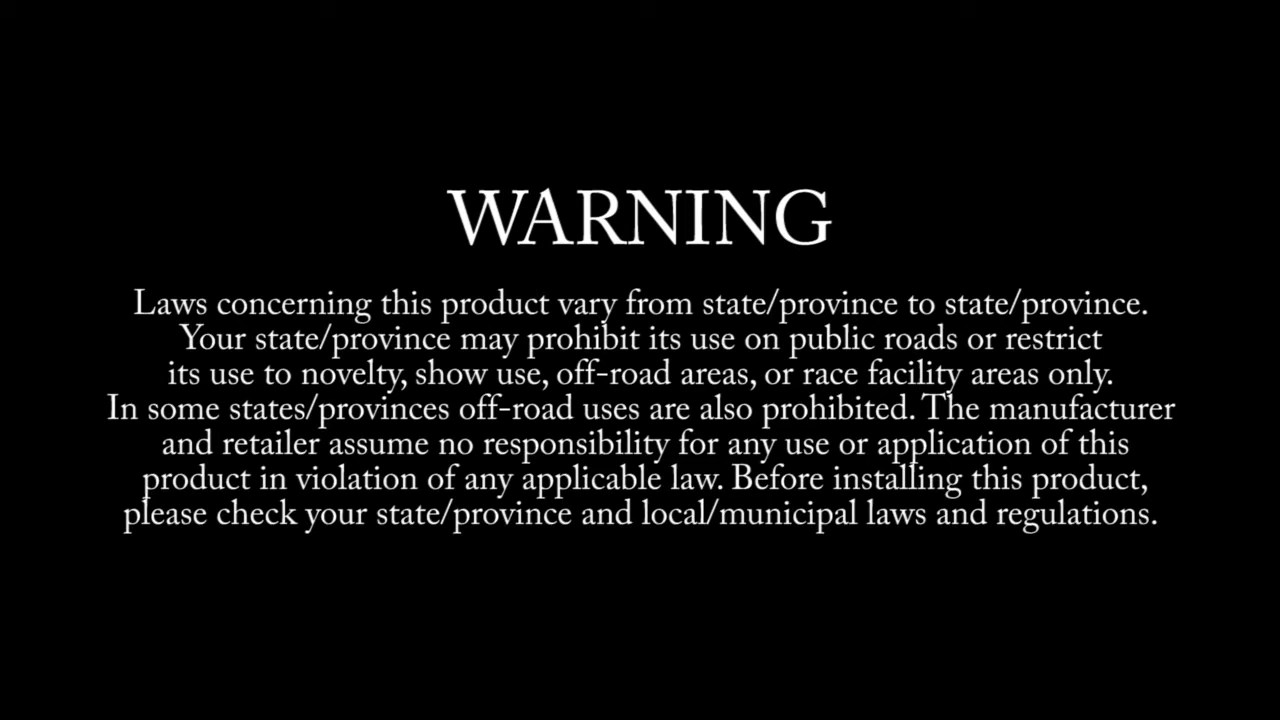 WARNING
Laws concerning this product vary from state/province to state/province.
Your state/province may prohibit its use on public roads or restrict
its use to novelty, show use, off-road areas, or race facility areas only.
In some states/provinces off-road uses are also prohibited. The manufacturer
and retailer assume no responsibility for any use or application of this
product in violation of any applicable law. Before installing this product,
please check your state/province and local/municipal laws and regulations.